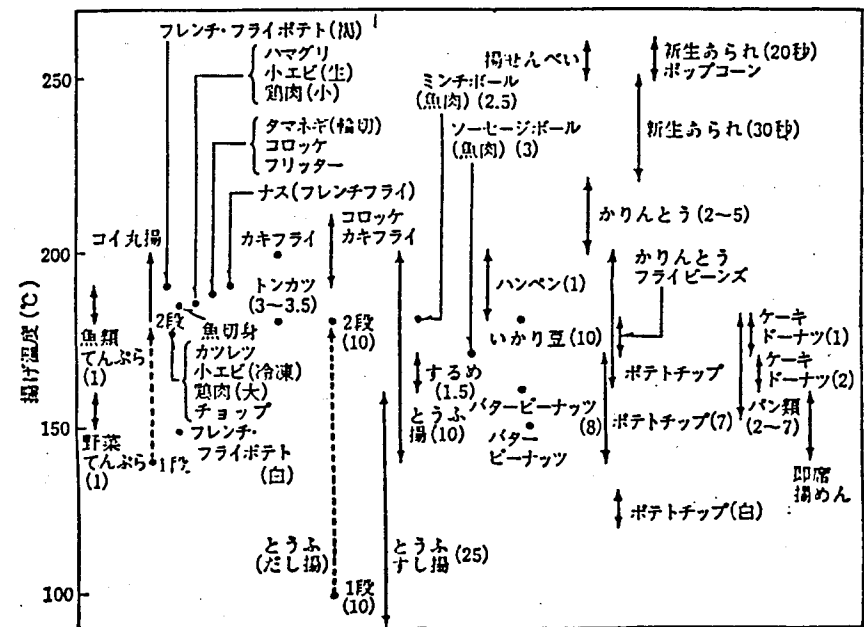 フレンチ・フライポテト(揚)
ハマグリ
小エビ(生)
鶏肉(小)
タマネギ(輪切)
コロッケ
フリッター
ナス(フレンチフライ)
コイ丸揚
カキフライ
コロッケ
カキフライ
トンカツ
(3〜3.5)
2段
魚切身
カツレツ
小エビ(冷凍)
鶏肉(大)
チョップ
フレンチ・
フライポテト
(白)
魚類
てんぷら
(1)
野菜
てんぷら
(1)
1段
2段
(10)
とうふ
(だし揚)
1段
(10)
とうふ
すし揚
(25)
揚せんべい
ミンチボール
(魚肉)(2.5)
ソーセージボール
(魚肉)(3)
ハンペン(1)
いかり豆(10)
するめ
(1.5)
とうふ
揚
(10)
バターピーナッツ
(8)
バター
ピーナッツ
新生あられ(20秒)
ポップコーン
新生あられ(30秒)
かりんとう(2〜5)
かりんとう
フライビーンズ
ポテトチップ
ポテトチップ(7)
ポテトチップ(白)
ケーキ
ドーナツ(1)
ケーキ
ドーナツ(2)
パン類
(2〜7)
即席
揚めん
揚げ温度(℃)
250
200
150
100